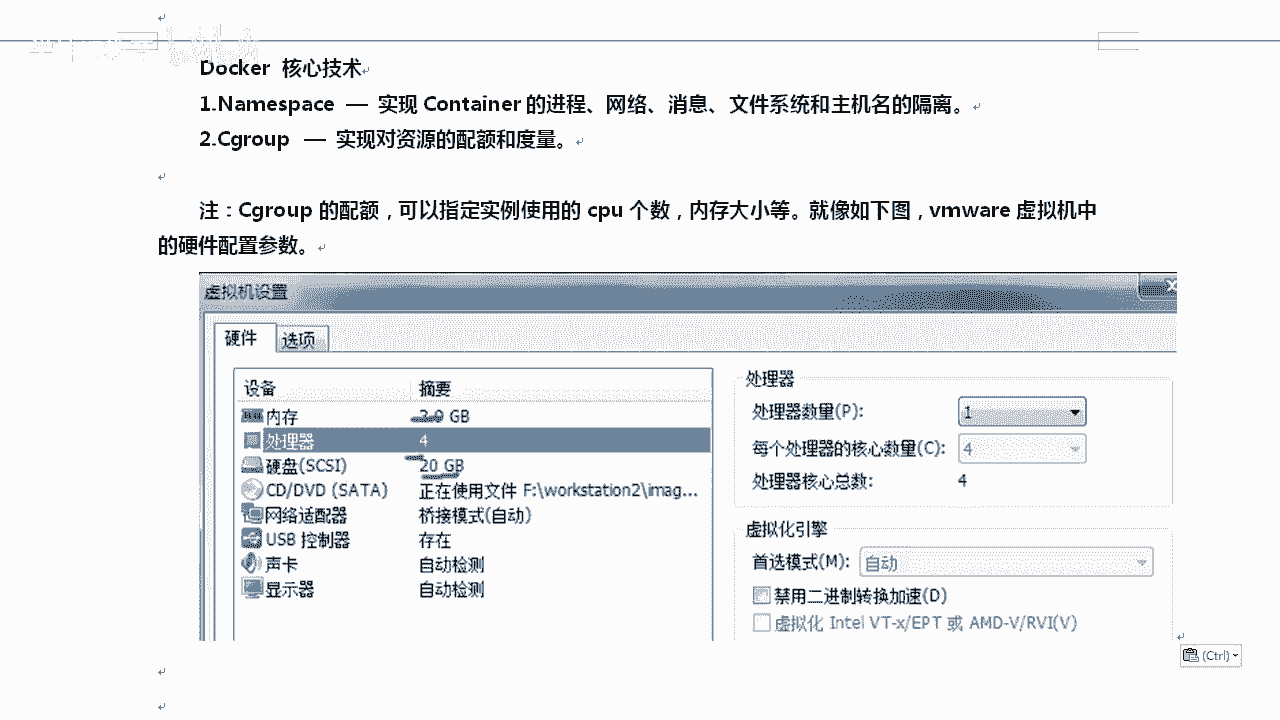 Docker 核心技术
1.Namespace — 实现 Container 的进程、网络、消息、文件系统和主机名的隔离。
2.Cgroup — 实现对资源的配额和度量。
注：Cgroup 的配额，可以指定实例使用的 cpu 个数，内存大小等。就像如下图，vmware 虚拟机中
的硬件配置参数。
虚拟机设置
硬件 选项
设备 摘要
内存 GB
处理器 4
硬盘(SCSI) 20 GB
CD/DVD (SATA) 正在使用文件 F:\workstation2\imag...
网络适配器 桥接模式(自动)
USB 控制器 存在
声卡 自动检测
显示器 自动检测
处理器
处理器数量(P): 1
每个处理器的核心数量(C): 4
处理器核心总数: 4
虚拟化引擎
首选模式(M): 自动
禁用二进制转换加速(D)
虚拟化 Intel VT-x/EPT 或 AMD-V/RVI(V)
(Ctrl)